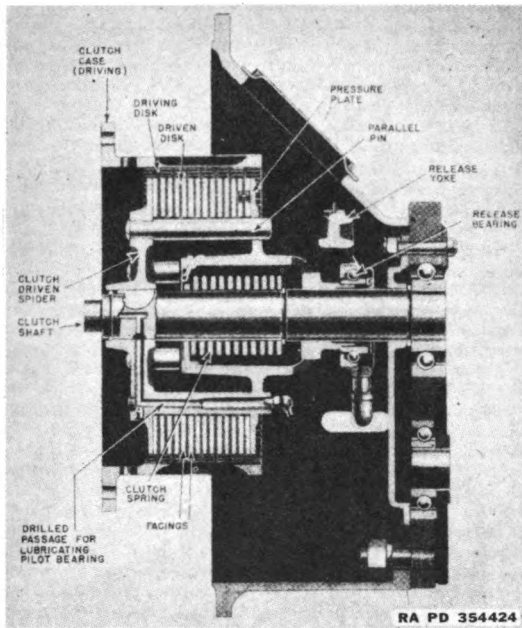 CLUTCH
CASE
(DRIVING)
DRIVING
DISK
DRIVEN
DISK
PRESSURE
PLATE
PARALLEL
PIN
RELEASE
YOKE
RELEASE
BEARING
CLUTCH
DRIVEN
SPIDER
CLUTCH
SHAFT
CLUTCH
SPRING
FACINGS
DRILLED
PASSAGE FOR
LUBRICATING
PILOT BEARING
RA PD 354424